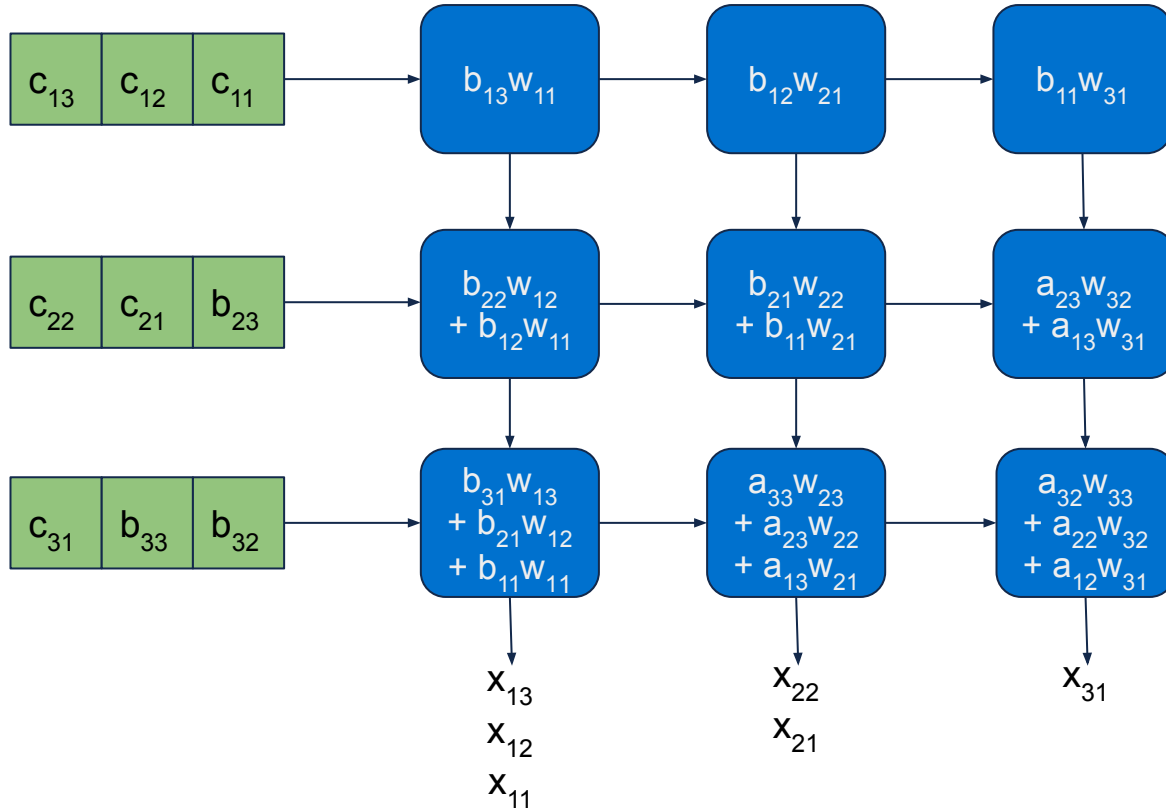 c₁₃ c₁₂ c₁₁ b₁₃w₁₁ b₁₂w₂₁ b₁₁w₃₁
c₂₂ c₂₁ b₂₃
b₂₂w₁₂
+ b₁₂w₁₁
b₂₁w₂₂
+ b₁₁w₂₁
a₂₃w₃₂
+ a₁₃w₃₁
c₃₁ b₃₃ b₃₂
b₃₁w₁₃
+ b₂₁w₁₂
+ b₁₁w₁₁
a₃₃w₂₃
+ a₂₃w₂₂
+ a₁₃w₂₁
a₃₂w₃₃
+ a₂₂w₃₂
+ a₁₂w₃₁
x₁₃ x₂₂ x₃₁
x₁₂ x₂₁
x₁₁